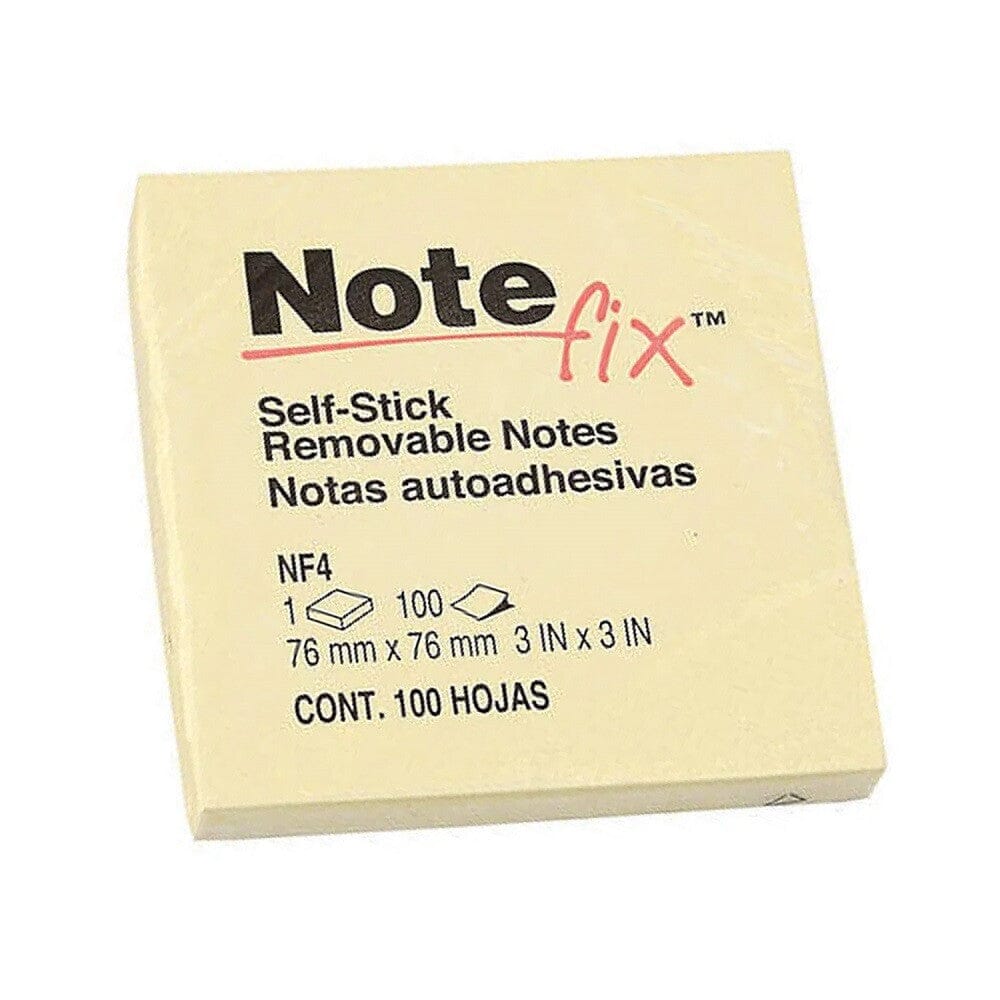 Note fix™
Self-Stick
Removable Notes
Notas autoadhesivas
NF4
1 100
76 mm x 76 mm 3 IN x 3 IN
CONT. 100 HOJAS